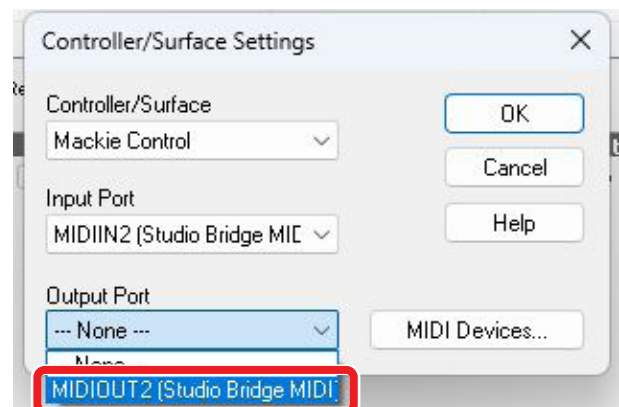 Controller/Surface Settings
Controller/Surface
Mackie Control
OK
Cancel
Input Port
MIDIIN2 (Studio Bridge MIC
Help
Output Port
--- None ---
MIDI Devices...
MIDIOUT2 (Studio Bridge MIDI